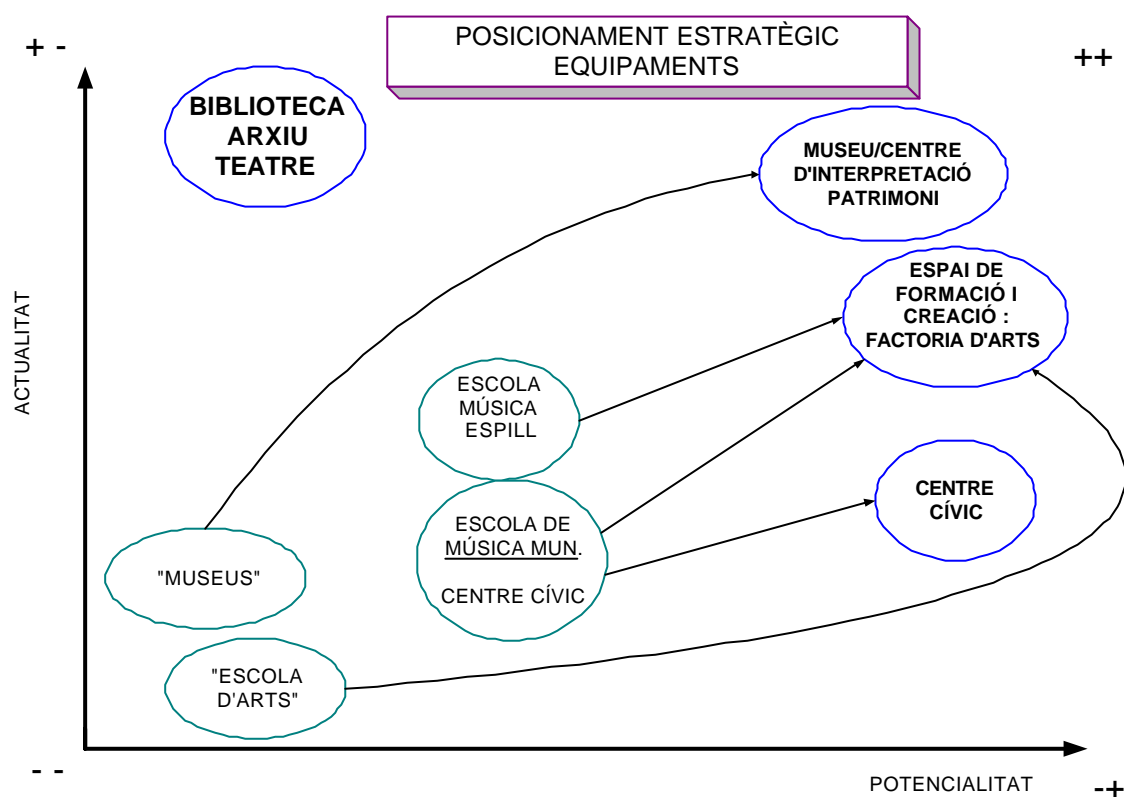 POSICIONAMENT ESTRATÈGIC
EQUIPAMENTS
+ -
++
BIBLIOTECA
ARXIU
TEATRE
MUSEU/CENTRE
D'INTERPRETACIÓ
PATRIMONI
ESPAI DE
FORMACIÓ I
CREACIÓ :
FACTORIA D'ARTS
ACTUALITAT
ESCOLA
MÚSICA
ESPILL
CENTRE
CÍVIC
ESCOLA DE
MÚSICA MUN.
CENTRE CÍVIC
"MUSEUS"
"ESCOLA
D'ARTS"
- -
POTENCIALITAT
-+